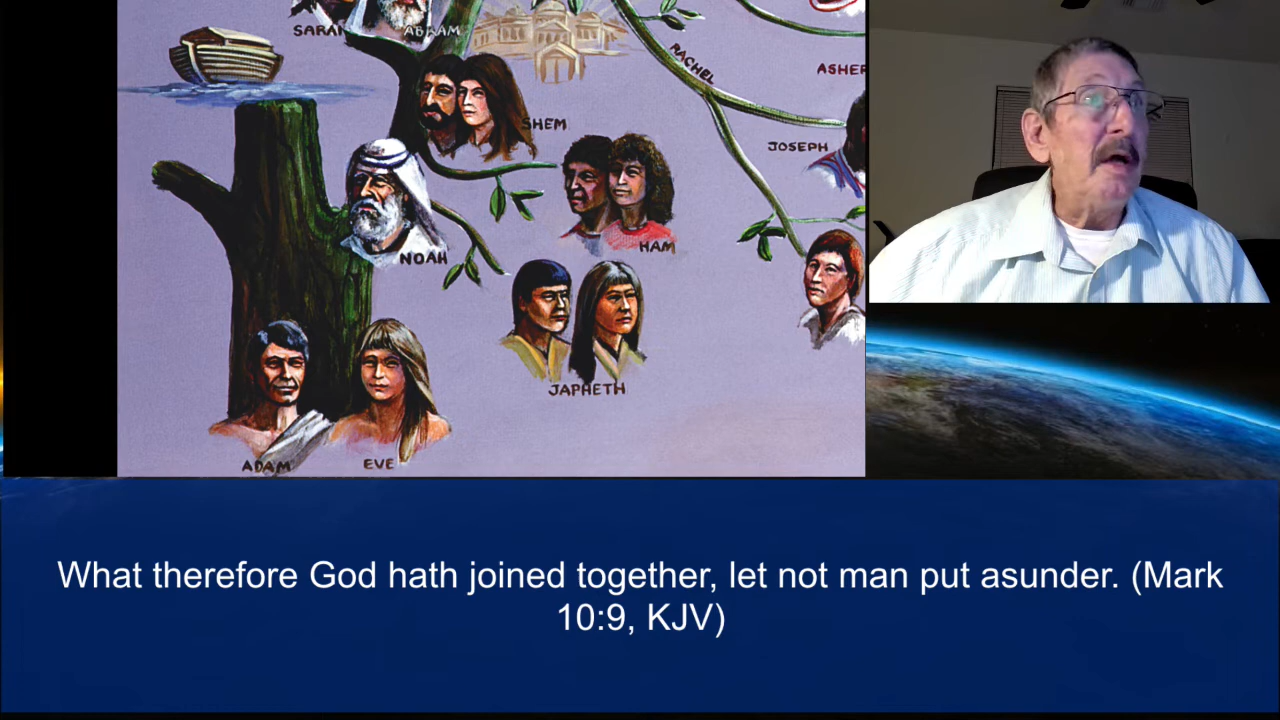 SARAH
ABRAM
RACHEL
ASHER
SHEM
JOSEPH
HAM
NOAH
JAPHETH
ADAM
EVE
What therefore God hath joined together, let not man put asunder. (Mark
10:9, KJV)